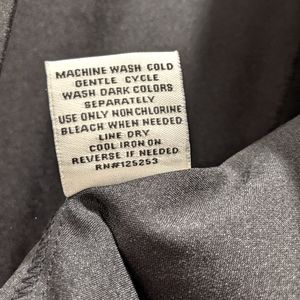 MACHINE WASH COLD
GENTLE CYCLE
WASH DARK COLORS
SEPARATELY
USE ONLY NON CHLORINE
BLEACH WHEN NEEDED
LINE DRY
COOL IRON ON
REVERSE IF NEEDED
RN#125253